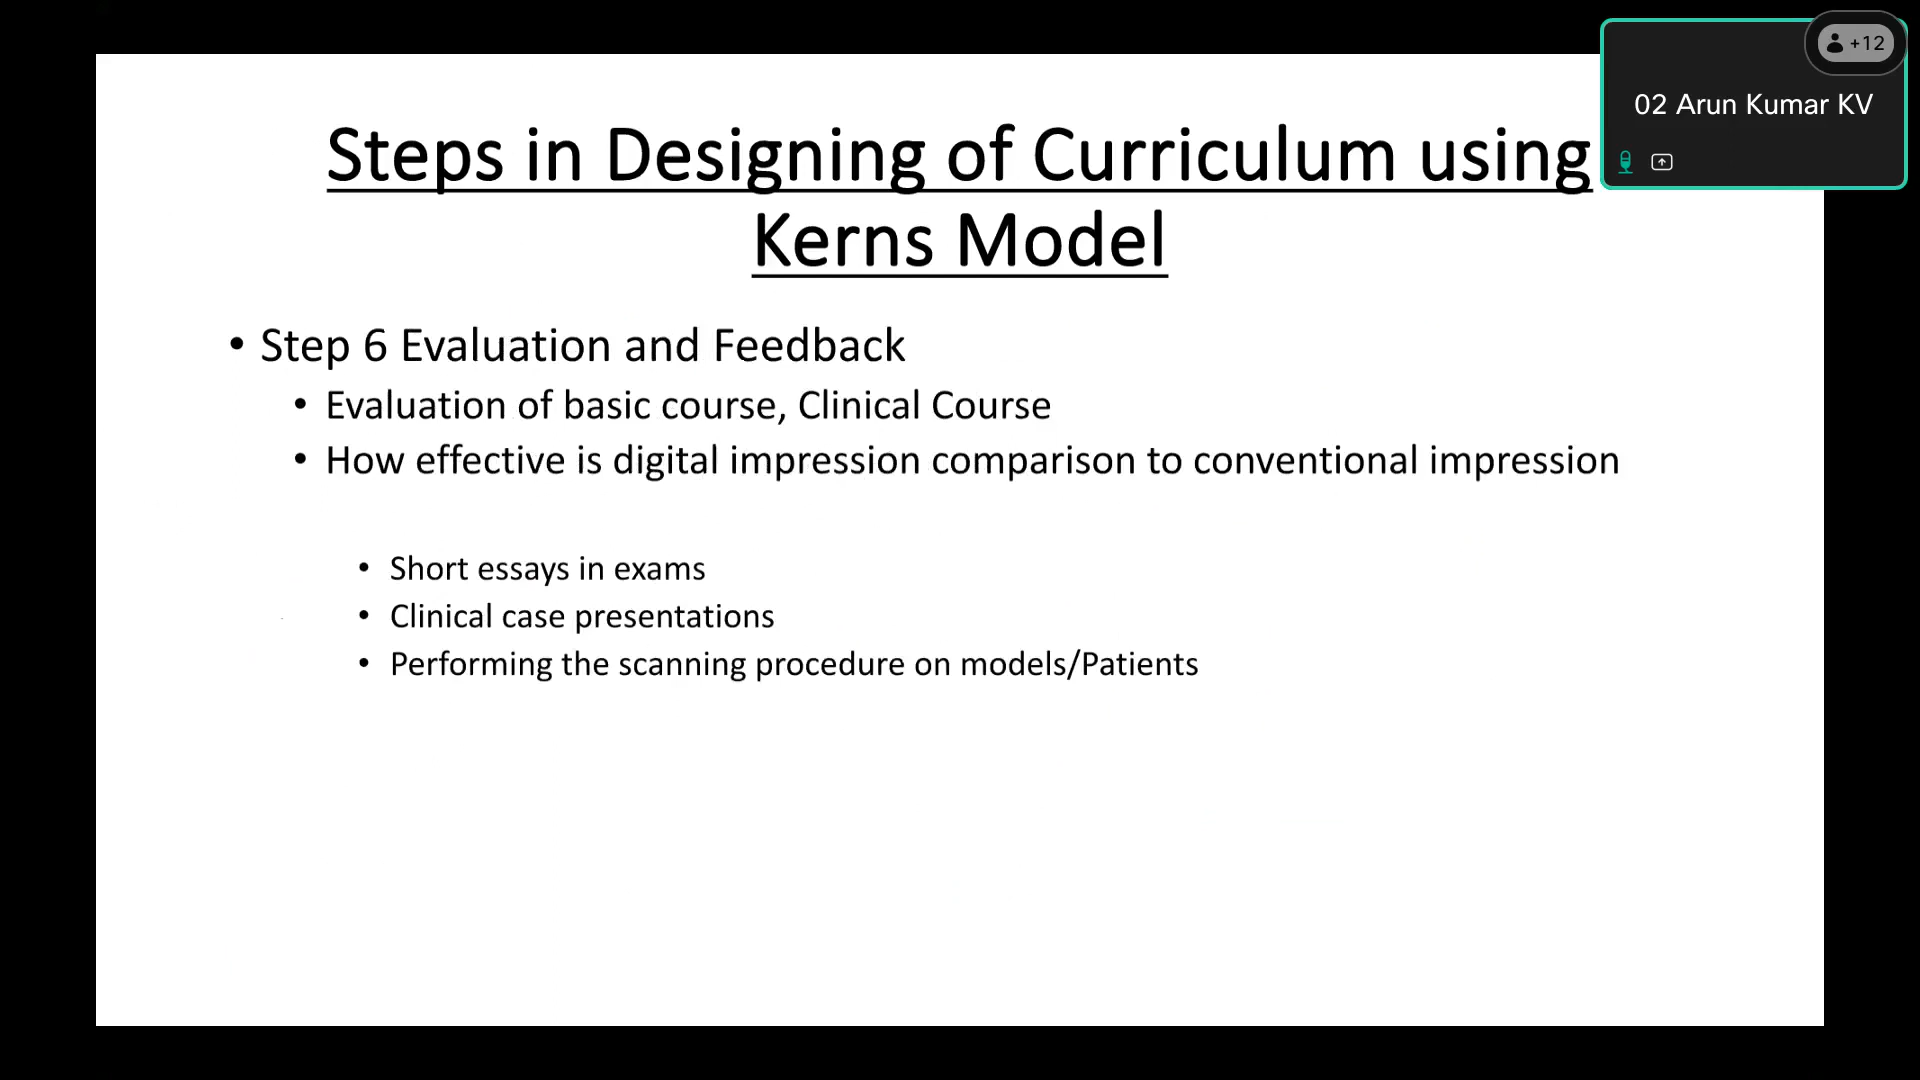 Steps in Designing of Curriculum using
Kerns Model
• Step 6 Evaluation and Feedback
• Evaluation of basic course, Clinical Course
• How effective is digital impression comparison to conventional impression
• Short essays in exams
• Clinical case presentations
• Performing the scanning procedure on models/Patients
+12
02 Arun Kumar KV